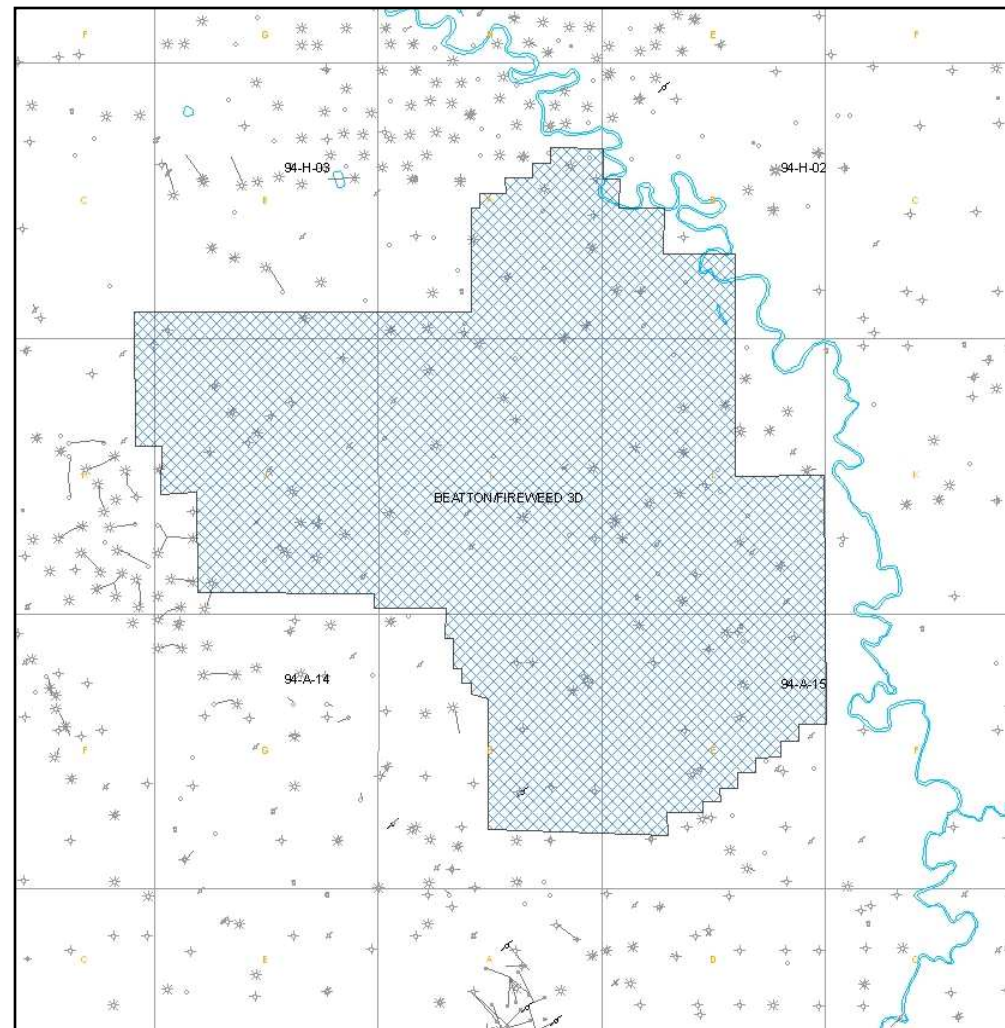 F G H E F
94-H-03 94-H-02
C B C
BEATTON/FIREWEED 3D
K
94-A-14 94-A-15
F G E F
C E A D C